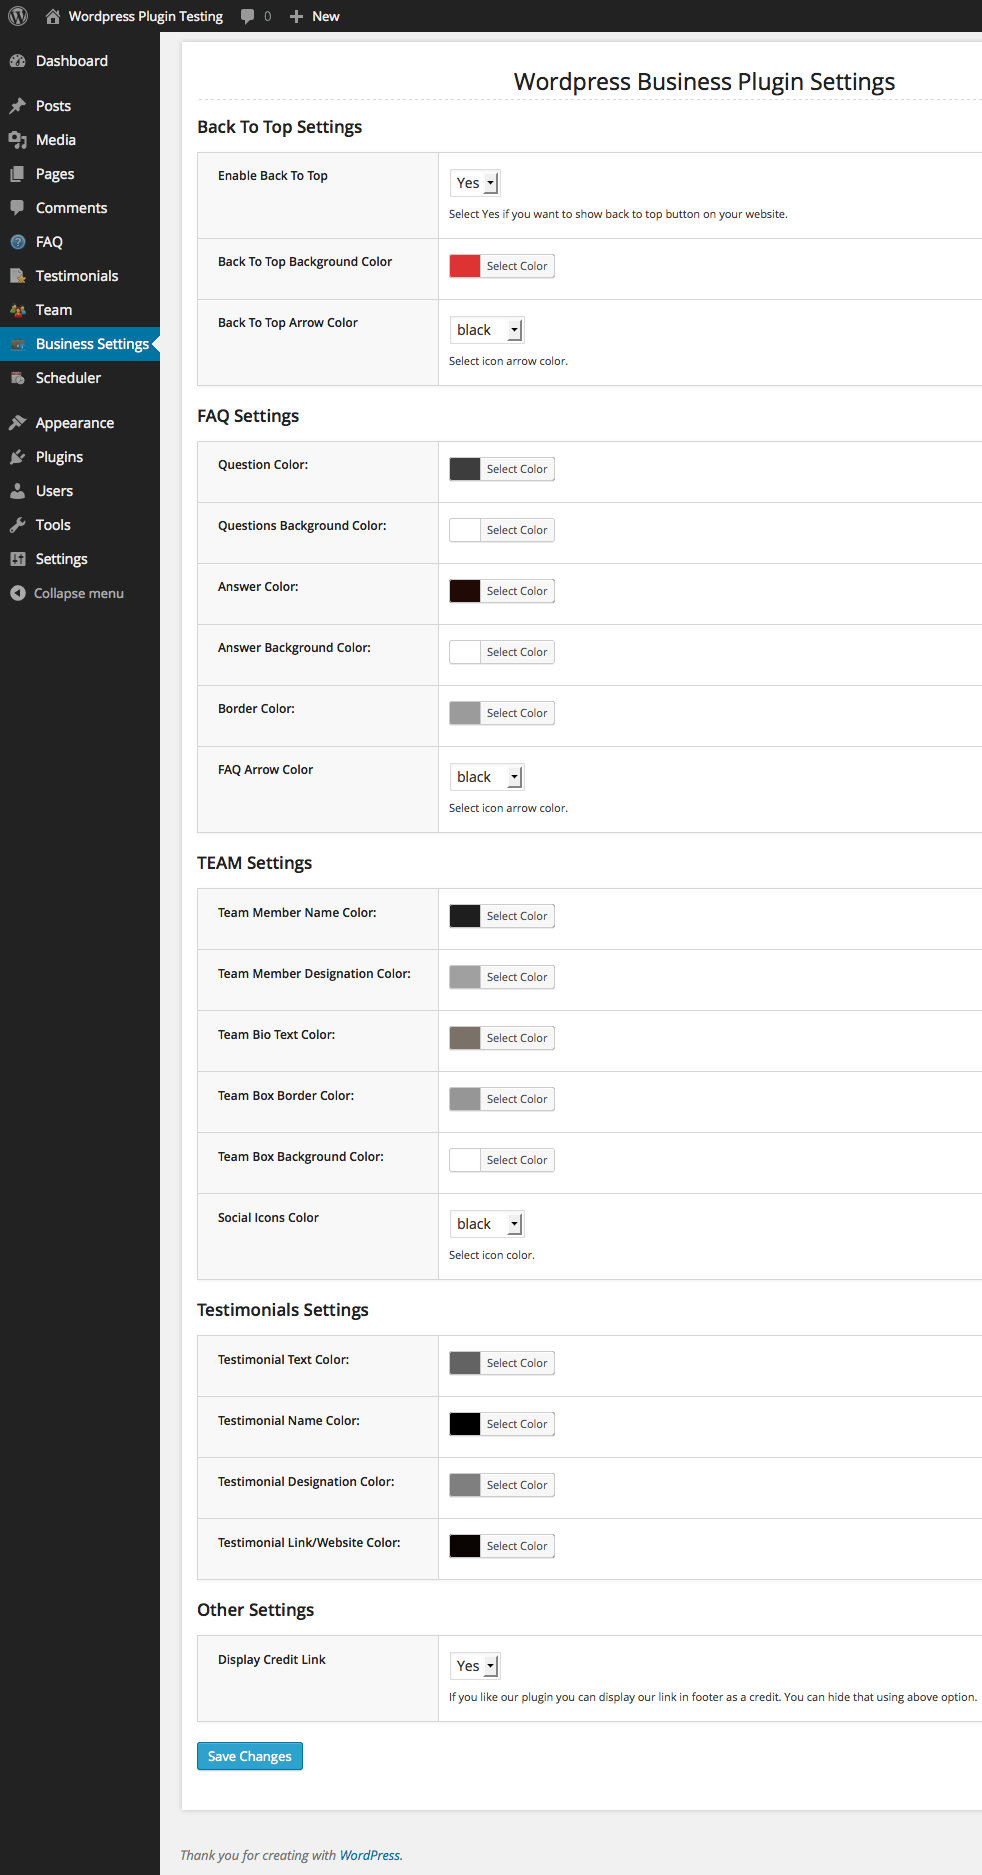 Wordpress Plugin Testing 0 New
Dashboard
Posts
Media
Pages
Comments
FAQ
Testimonials
Team
Business Settings
Scheduler
Appearance
Plugins
Users
Tools
Settings
Collapse menu
Wordpress Business Plugin Settings
Back To Top Settings
Enable Back To Top
Yes
Select Yes if you want to show back to top button on your website.
Back To Top Background Color
Select Color
Back To Top Arrow Color
black
Select icon arrow color.
FAQ Settings
Question Color:
Select Color
Questions Background Color:
Select Color
Answer Color:
Select Color
Answer Background Color:
Select Color
Border Color:
Select Color
FAQ Arrow Color
black
Select icon arrow color.
TEAM Settings
Team Member Name Color:
Select Color
Team Member Designation Color:
Select Color
Team Bio Text Color:
Select Color
Team Box Border Color:
Select Color
Team Box Background Color:
Select Color
Social Icons Color
black
Select icon color.
Testimonials Settings
Testimonial Text Color:
Select Color
Testimonial Name Color:
Select Color
Testimonial Designation Color:
Select Color
Testimonial Link/Website Color:
Select Color
Other Settings
Display Credit Link
Yes
If you like our plugin you can display our link in footer as a credit. You can hide that using above option.
Save Changes
Thank you for creating with WordPress.